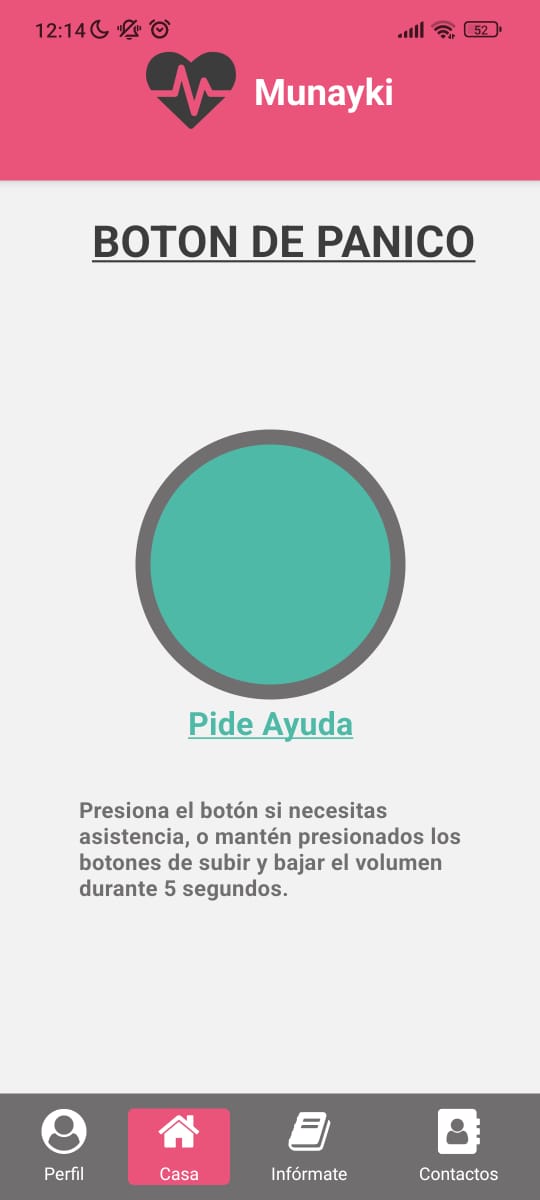 12:14
52
Munayki
BOTON DE PANICO
Pide Ayuda
Presiona el botón si necesitas
asistencia, o mantén presionados los
botones de subir y bajar el volumen
durante 5 segundos.
Perfil
Casa
Infórmate
Contactos